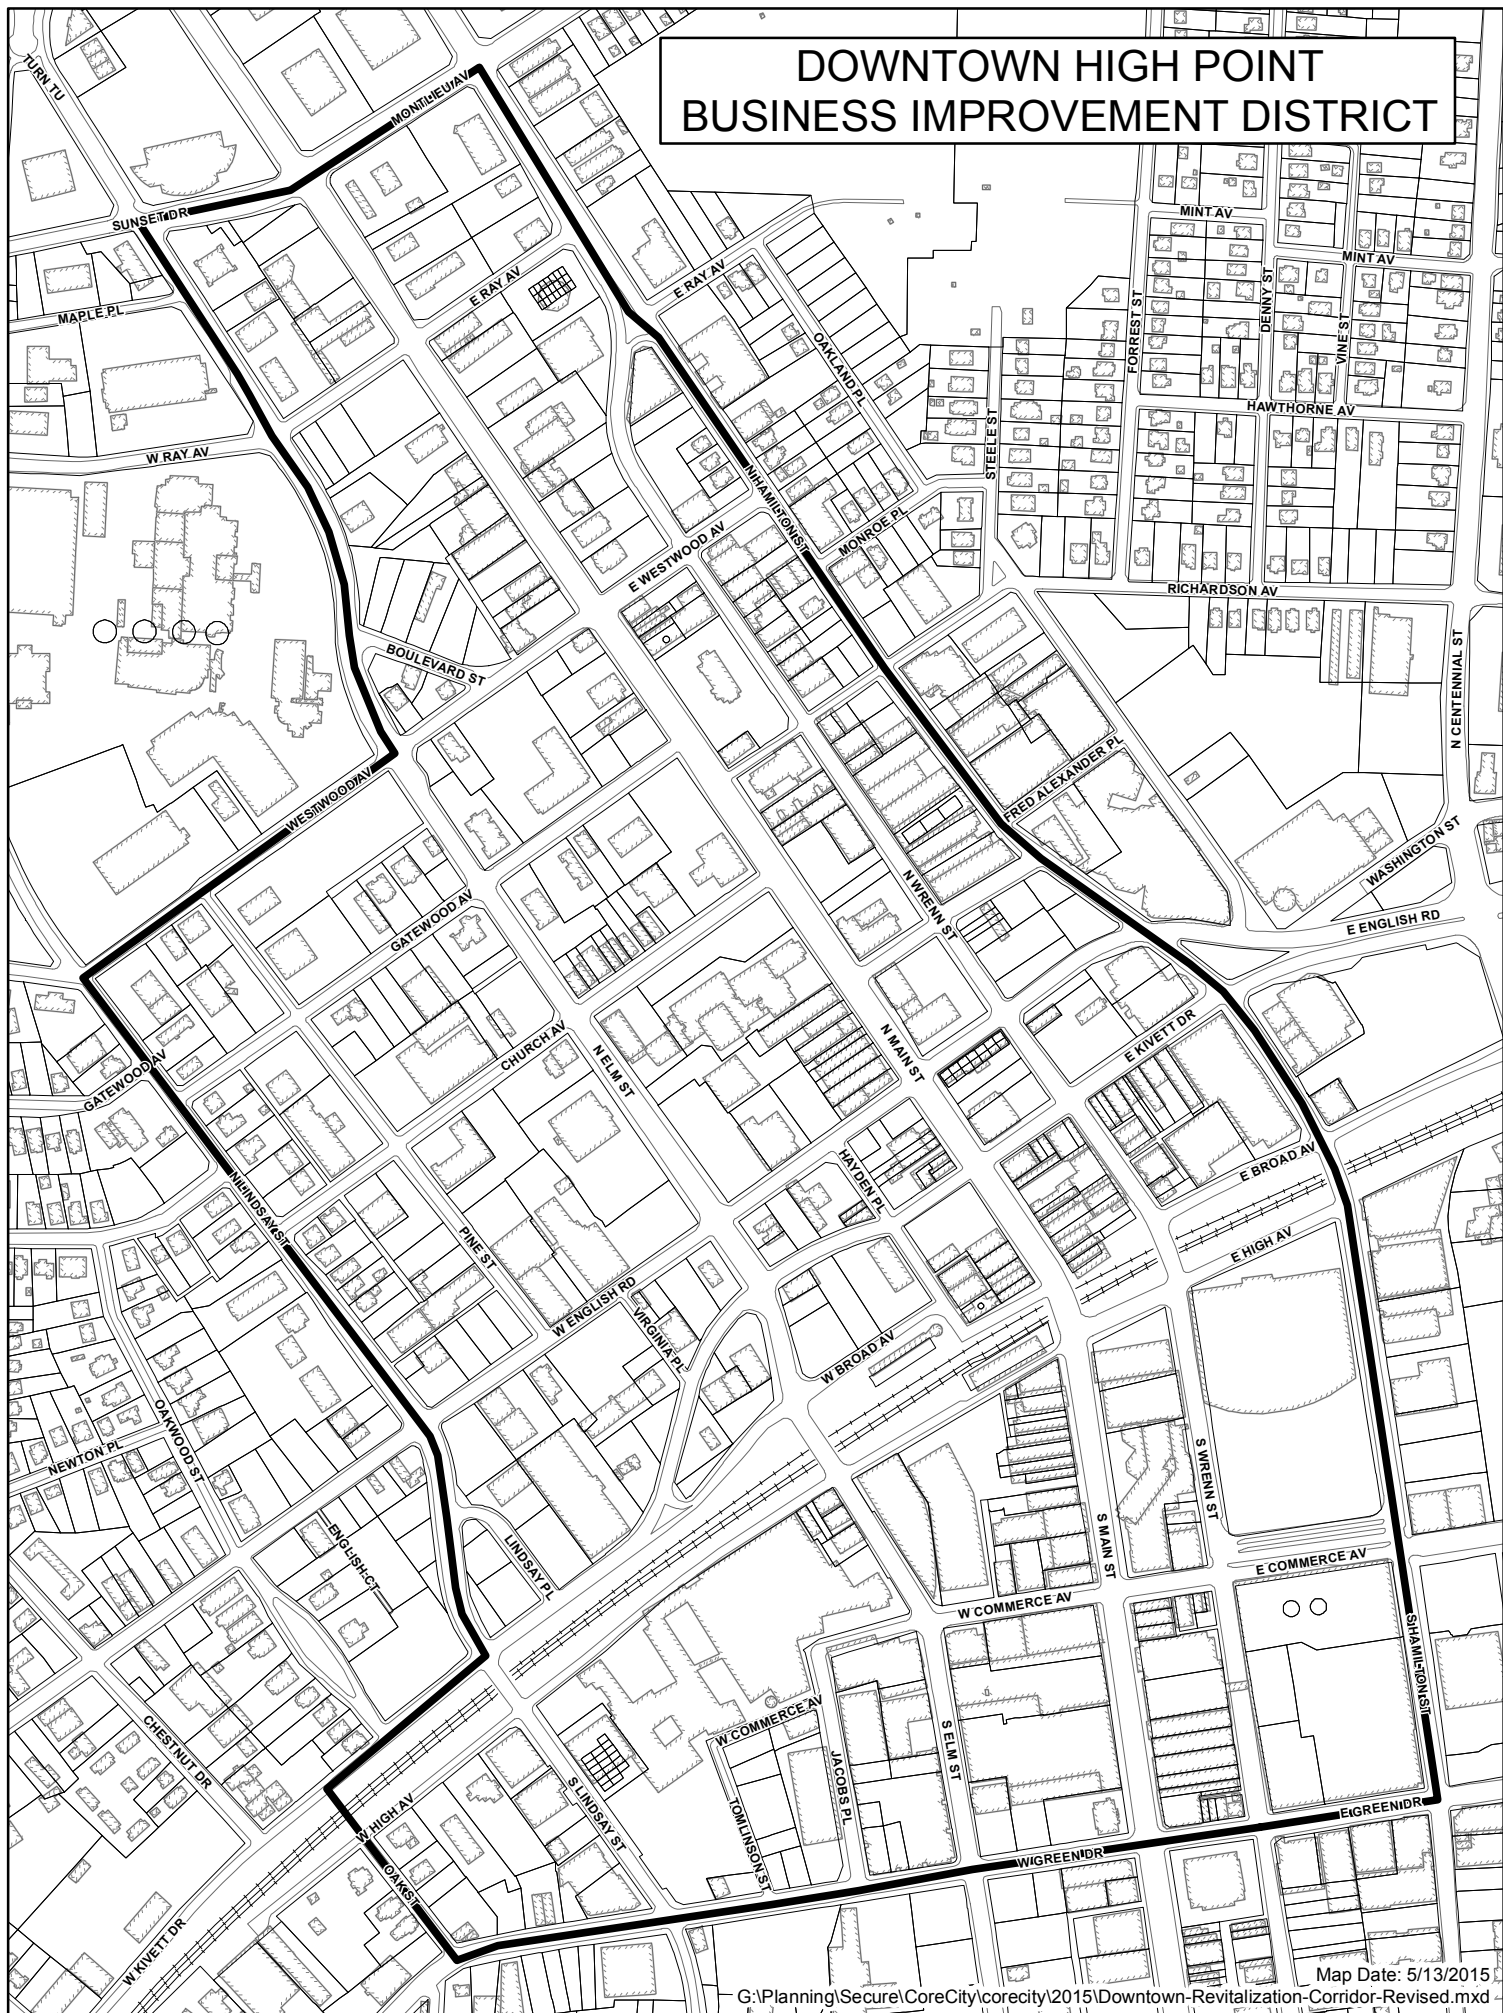 DOWNTOWN HIGH POINT
BUSINESS IMPROVEMENT DISTRICT
TURN TU
MONTLIEU AV
SUNSET DR
MAPLE PL
E RAY AV
E RAY AV
MINT AV
MINT AV
FORREST ST
DENNY ST
VINE ST
OAKLAND PL
HAWTHORNE AV
STEELE ST
W RAY AV
N HAMILTON ST
MONROE PL
E WESTWOOD AV
RICHARDSON AV
BOULEVARD ST
N CENTENNIAL ST
WESTWOOD AV
FRED ALEXANDER PL
WASHINGTON ST
E ENGLISH RD
N WRENN ST
GATEWOOD AV
CHURCH AV
N ELM ST
N MAIN ST
E KIVETT DR
GATEWOOD AV
HAYDEN PL
E BROAD AV
N LINDSAY ST
PINE ST
E HIGH AV
W ENGLISH RD
VIRGINIA PL
W BROAD AV
OAKWOOD ST
NEWTON PL
S WRENN ST
ENGLISH CT
LINDSAY PL
S MAIN ST
E COMMERCE AV
W COMMERCE AV
S HAMILTON ST
CHESTNUT DR
W COMMERCE AV
S ELM ST
JACOBS PL
TOMLINSON ST
S LINDSAY ST
W HIGH AV
E GREEN DR
W GREEN DR
OAK ST
W KIVETT DR
Map Date: 5/13/2015
G:\Planning\Secure\CoreCity\corecity\2015\Downtown-Revitalization-Corridor-Revised.mxd